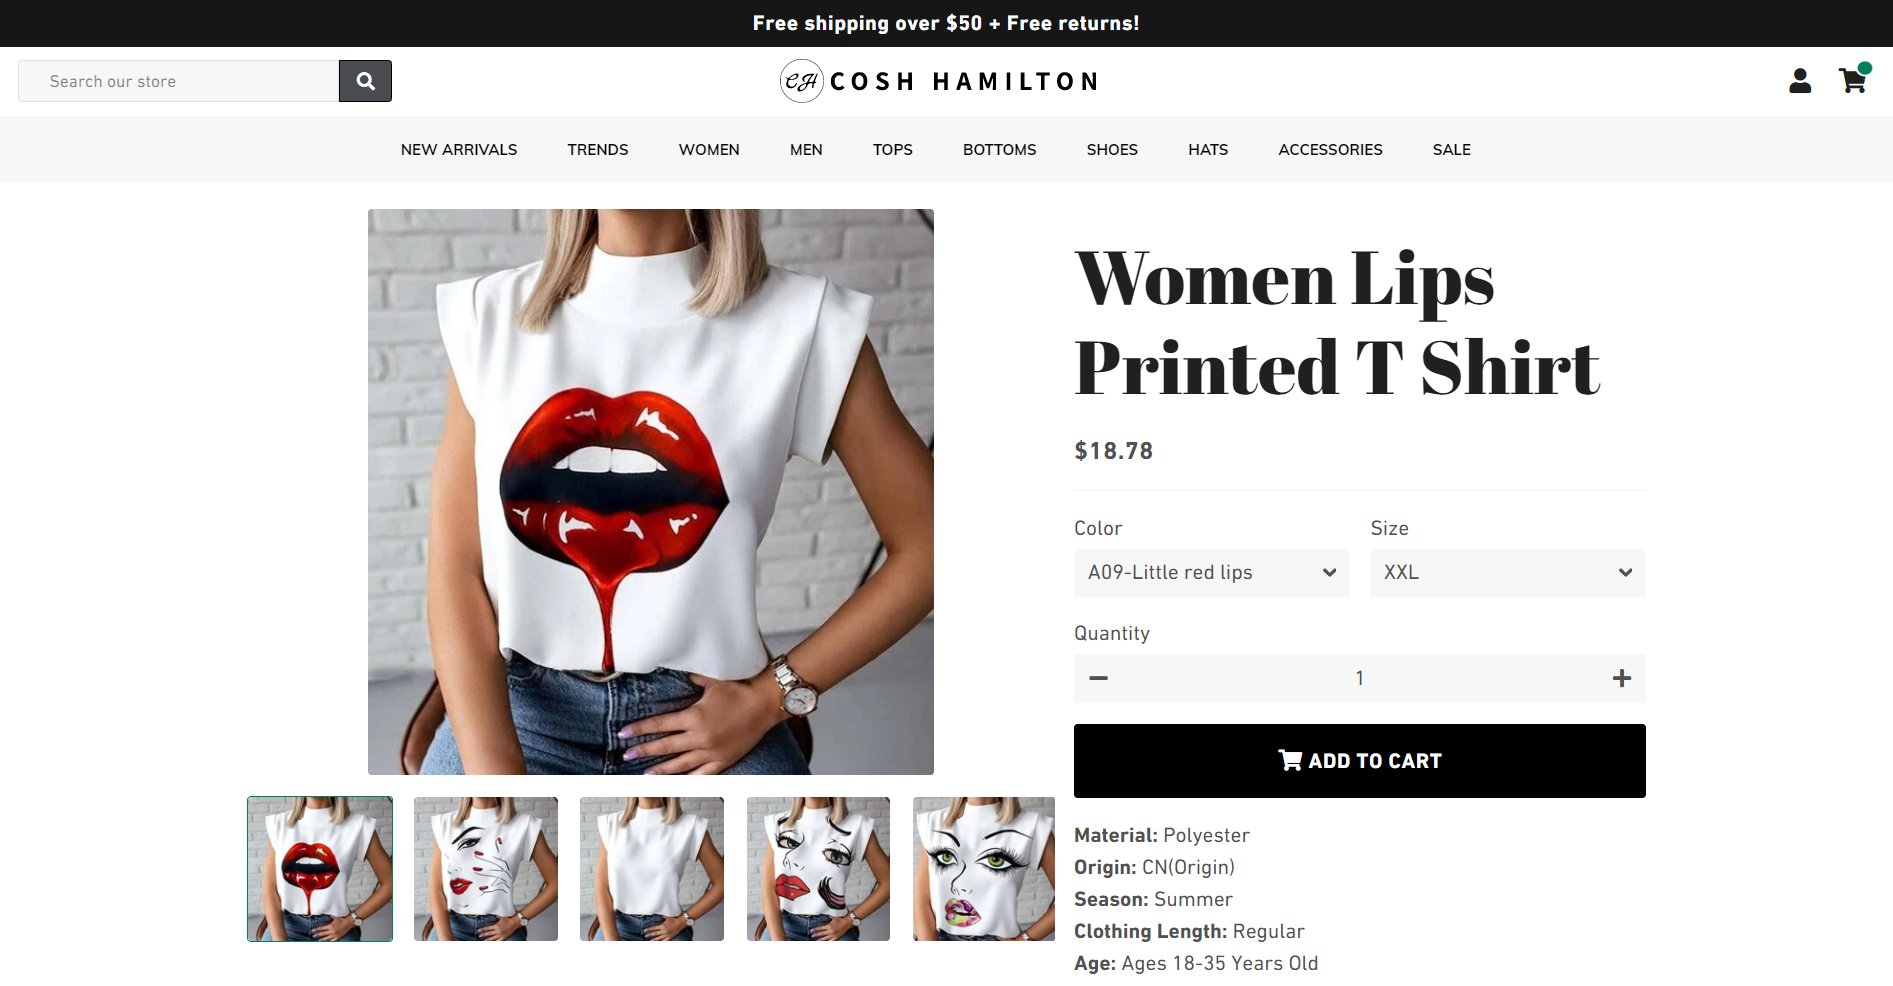 Free shipping over $50 + Free returns!
Search our store
CH COSH HAMILTON
NEW ARRIVALS TRENDS WOMEN MEN TOPS BOTTOMS SHOES HATS ACCESSORIES SALE
Women Lips
Printed T Shirt
$18.78
Color Size
A09-Little red lips XXL
Quantity
1
ADD TO CART
Material: Polyester
Origin: CN(Origin)
Season: Summer
Clothing Length: Regular
Age: Ages 18-35 Years Old